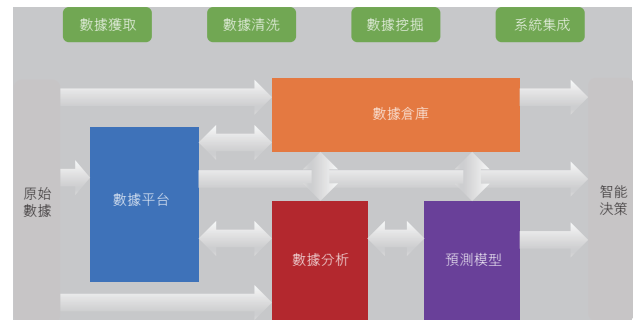 數據獲取
數據清洗
數據挖掘
系統集成
數據倉庫
原始
數據
數據平台
智能
決策
數據分析
預測模型